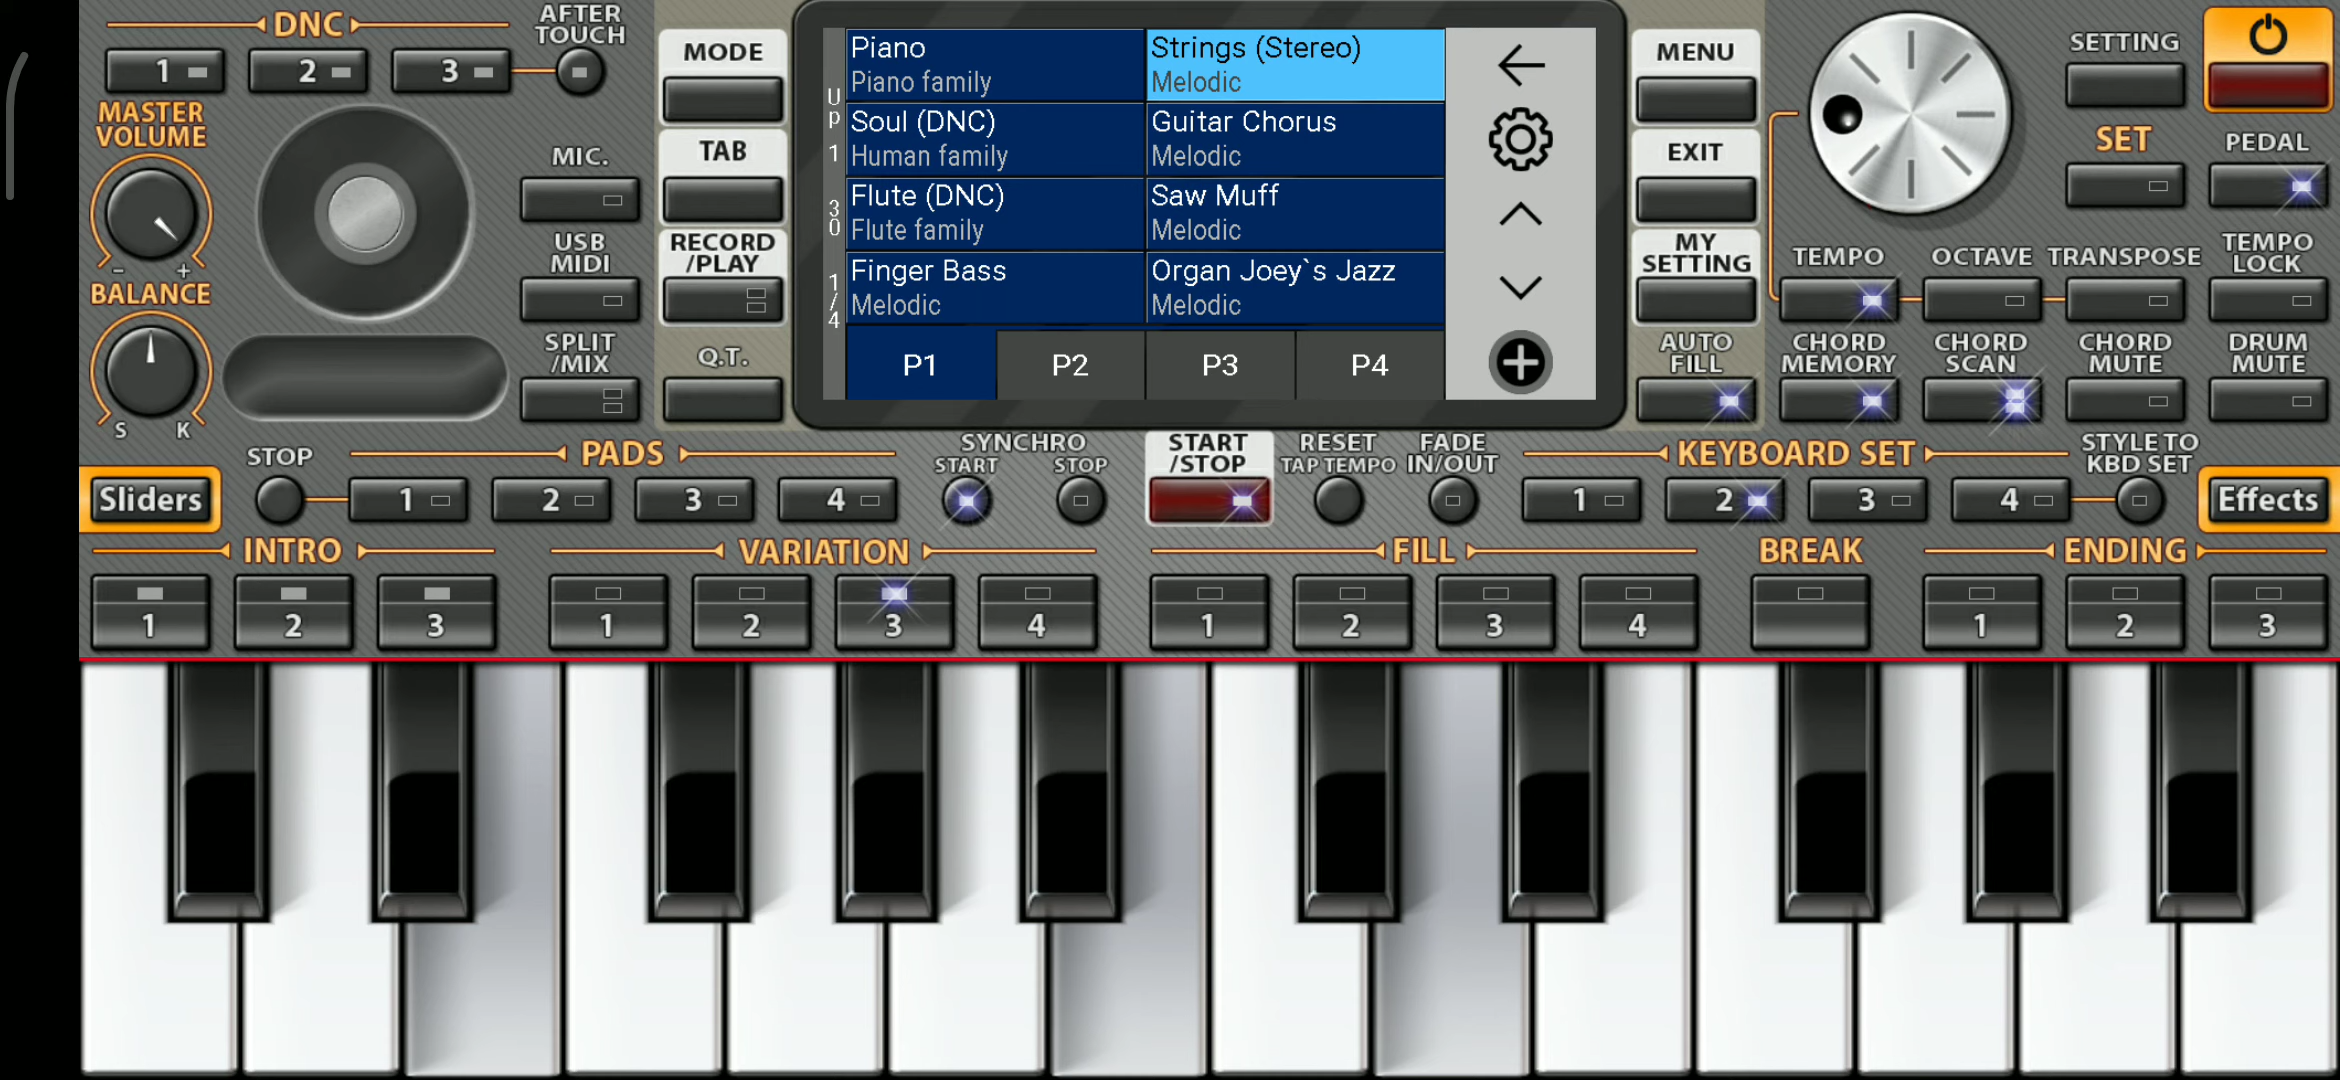 DNC
1
2
3
AFTER
TOUCH
MASTER
VOLUME
- +
BALANCE
S K
MIC.
USB
MIDI
SPLIT
/MIX
MODE
TAB
RECORD
/PLAY
Q.T.
Up 1
30
1/4
Piano
Piano family
Strings (Stereo)
Melodic
Soul (DNC)
Human family
Guitar Chorus
Melodic
Flute (DNC)
Flute family
Saw Muff
Melodic
Finger Bass
Melodic
Organ Joey`s Jazz
Melodic
P1
P2
P3
P4
MENU
EXIT
MY
SETTING
AUTO
FILL
SETTING
SET
PEDAL
TEMPO
OCTAVE
TRANSPOSE
TEMPO
LOCK
CHORD
MEMORY
CHORD
SCAN
CHORD
MUTE
DRUM
MUTE
Sliders
STOP
PADS
1
2
3
4
SYNCHRO
START
STOP
START
/STOP
RESET
TAP TEMPO
FADE
IN/OUT
KEYBOARD SET
1
2
3
4
STYLE TO
KBD SET
Effects
INTRO
1
2
3
VARIATION
1
2
3
4
FILL
1
2
3
4
BREAK
ENDING
1
2
3